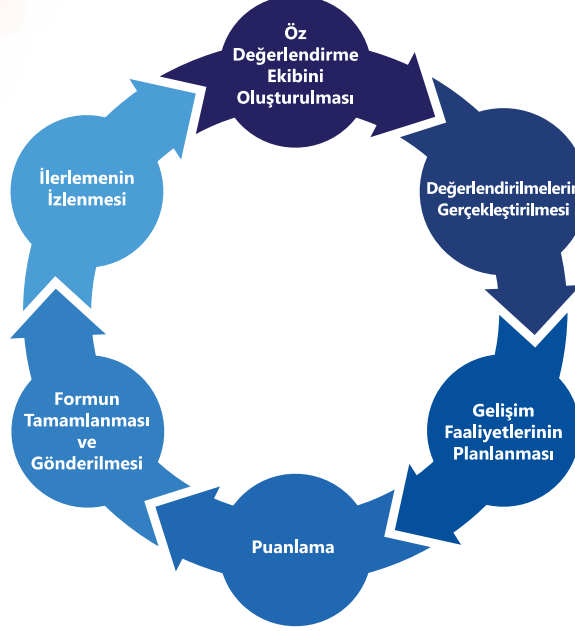 Öz
Değerlendirme
Ekibini
Oluşturulması
Değerlendirilmelerin
Gerçekleştirilmesi
Gelişim
Faaliyetlerinin
Planlanması
Puanlama
Formun
Tamamlanması
ve
Gönderilmesi
İlerlemenin
İzlenmesi